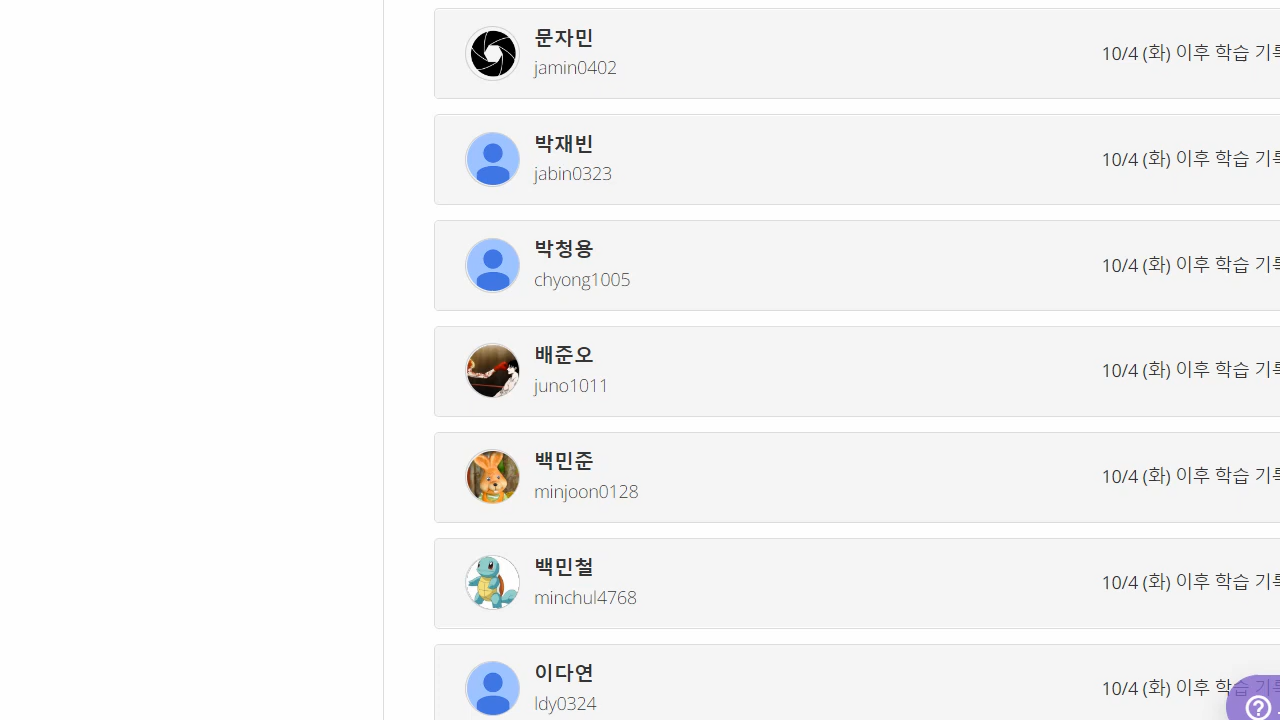 문자민
jamin0402
10/4 (화) 이후 학습
박재빈
jabin0323
10/4 (화) 이후 학습
박청용
chyong1005
10/4 (화) 이후 학습
배준오
juno1011
10/4 (화) 이후 학습
백민준
minjoon0128
10/4 (화) 이후 학습
백민철
minchul4768
10/4 (화) 이후 학습
이다연
ldy0324
10/4 (화) 이후 학습